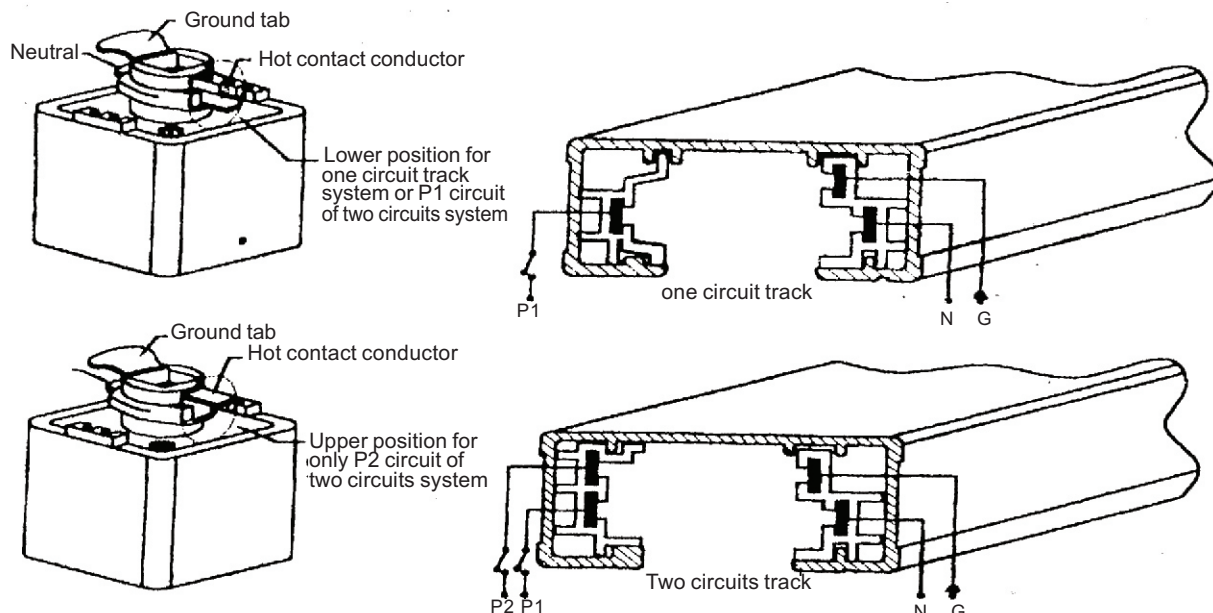 Ground tab
Neutral
Hot contact conductor
Lower position for
one circuit track
system or P1 circuit
of two circuits system
P1
one circuit track
N
G
Ground tab
Hot contact conductor
Upper position for
only P2 circuit of
two circuits system
P2 P1
Two circuits track
N
G